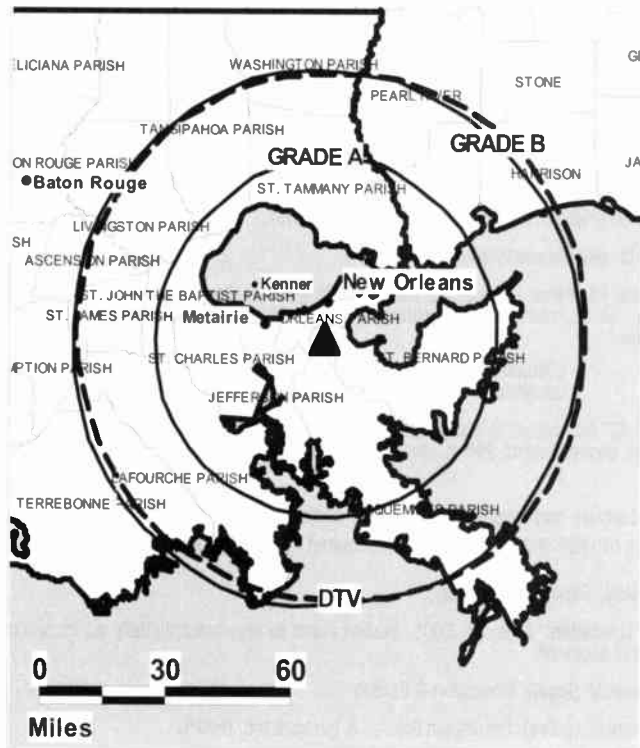 ELICIANA PARISH
WASHINGTON PARISH
STONE
PEARL RIVER
TANGIPAHOA PARISH
GRADE A
GRADE B
ON ROUGE PARISH
HARRISON
JA
Baton Rouge
ST. TAMMANY PARISH
LIVINGSTON PARISH
SH
ASCENSION PARISH
Kenner
New Orleans
ST. JOHN THE BAPTIST PARISH
ST. JAMES PARISH
Metairie
ORLEANS PARISH
ST. CHARLES PARISH
ST. BERNARD PARISH
MPTION PARISH
JEFFERSON PARISH
LAFOURCHE PARISH
TERREBONNE PARISH
PLAQUEMINES PARISH
DTV
0 30 60
Miles